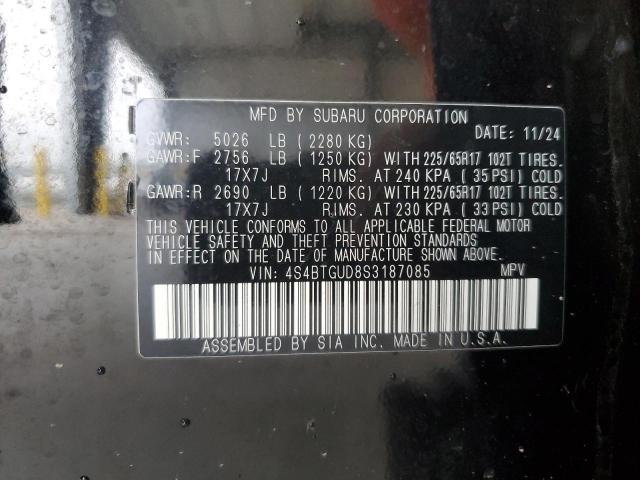 MFD BY SUBARU CORPORATION
GVWR: 5026 LB (2280 KG) DATE: 11/24
GAWR:F 2756 LB (1250 KG) WITH 225/65R17 102T TIRES.
17X7J RIMS. AT 240 KPA (35 PSI) COLD
GAWR:R 2690 LB (1220 KG) WITH 225/65R17 102T TIRES.
17X7J RIMS. AT 230 KPA (33 PSI) COLD
THIS VEHICLE CONFORMS TO ALL APPLICABLE FEDERAL MOTOR
VEHICLE SAFETY AND THEFT PREVENTION STANDARDS
IN EFFECT ON THE DATE OF MANUFACTURE SHOWN ABOVE.
VIN: 4S4BTGUD8S3187085 MPV
ASSEMBLED BY SIA INC. MADE IN U.S.A.